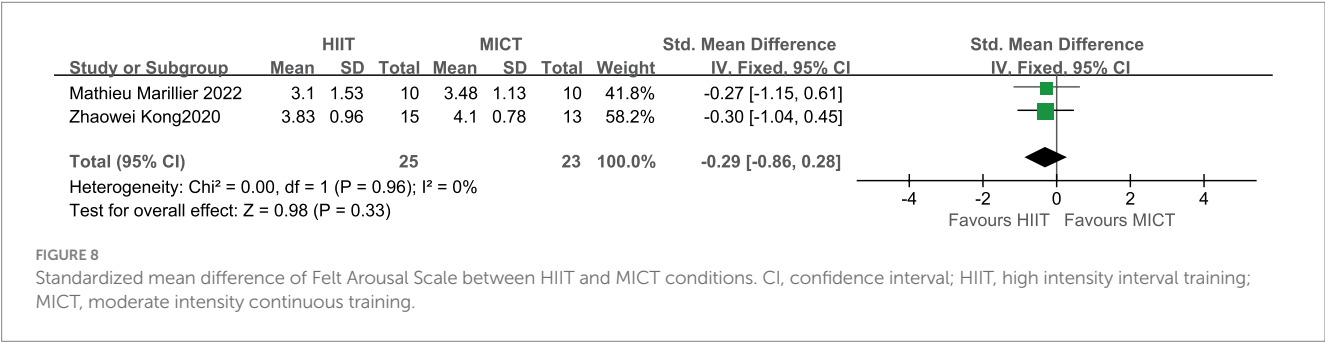 HIIT MICT Std. Mean Difference Std. Mean Difference
Study or Subgroup Mean SD Total Mean SD Total Weight IV, Fixed, 95% CI IV, Fixed, 95% CI
Mathieu Marillier 2022 3.1 1.53 10 3.48 1.13 10 41.8% -0.27 [-1.15, 0.61]
Zhaowei Kong2020 3.83 0.96 15 4.1 0.78 13 58.2% -0.30 [-1.04, 0.45]
Total (95% CI) 25 23 100.0% -0.29 [-0.86, 0.28]
Heterogeneity: Chi² = 0.00, df = 1 (P = 0.96); I² = 0%
Test for overall effect: Z = 0.98 (P = 0.33)
-4 -2 0 2 4
Favours HIIT Favours MICT
FIGURE 8
Standardized mean difference of Felt Arousal Scale between HIIT and MICT conditions. CI, confidence interval; HIIT, high intensity interval training;
MICT, moderate intensity continuous training.